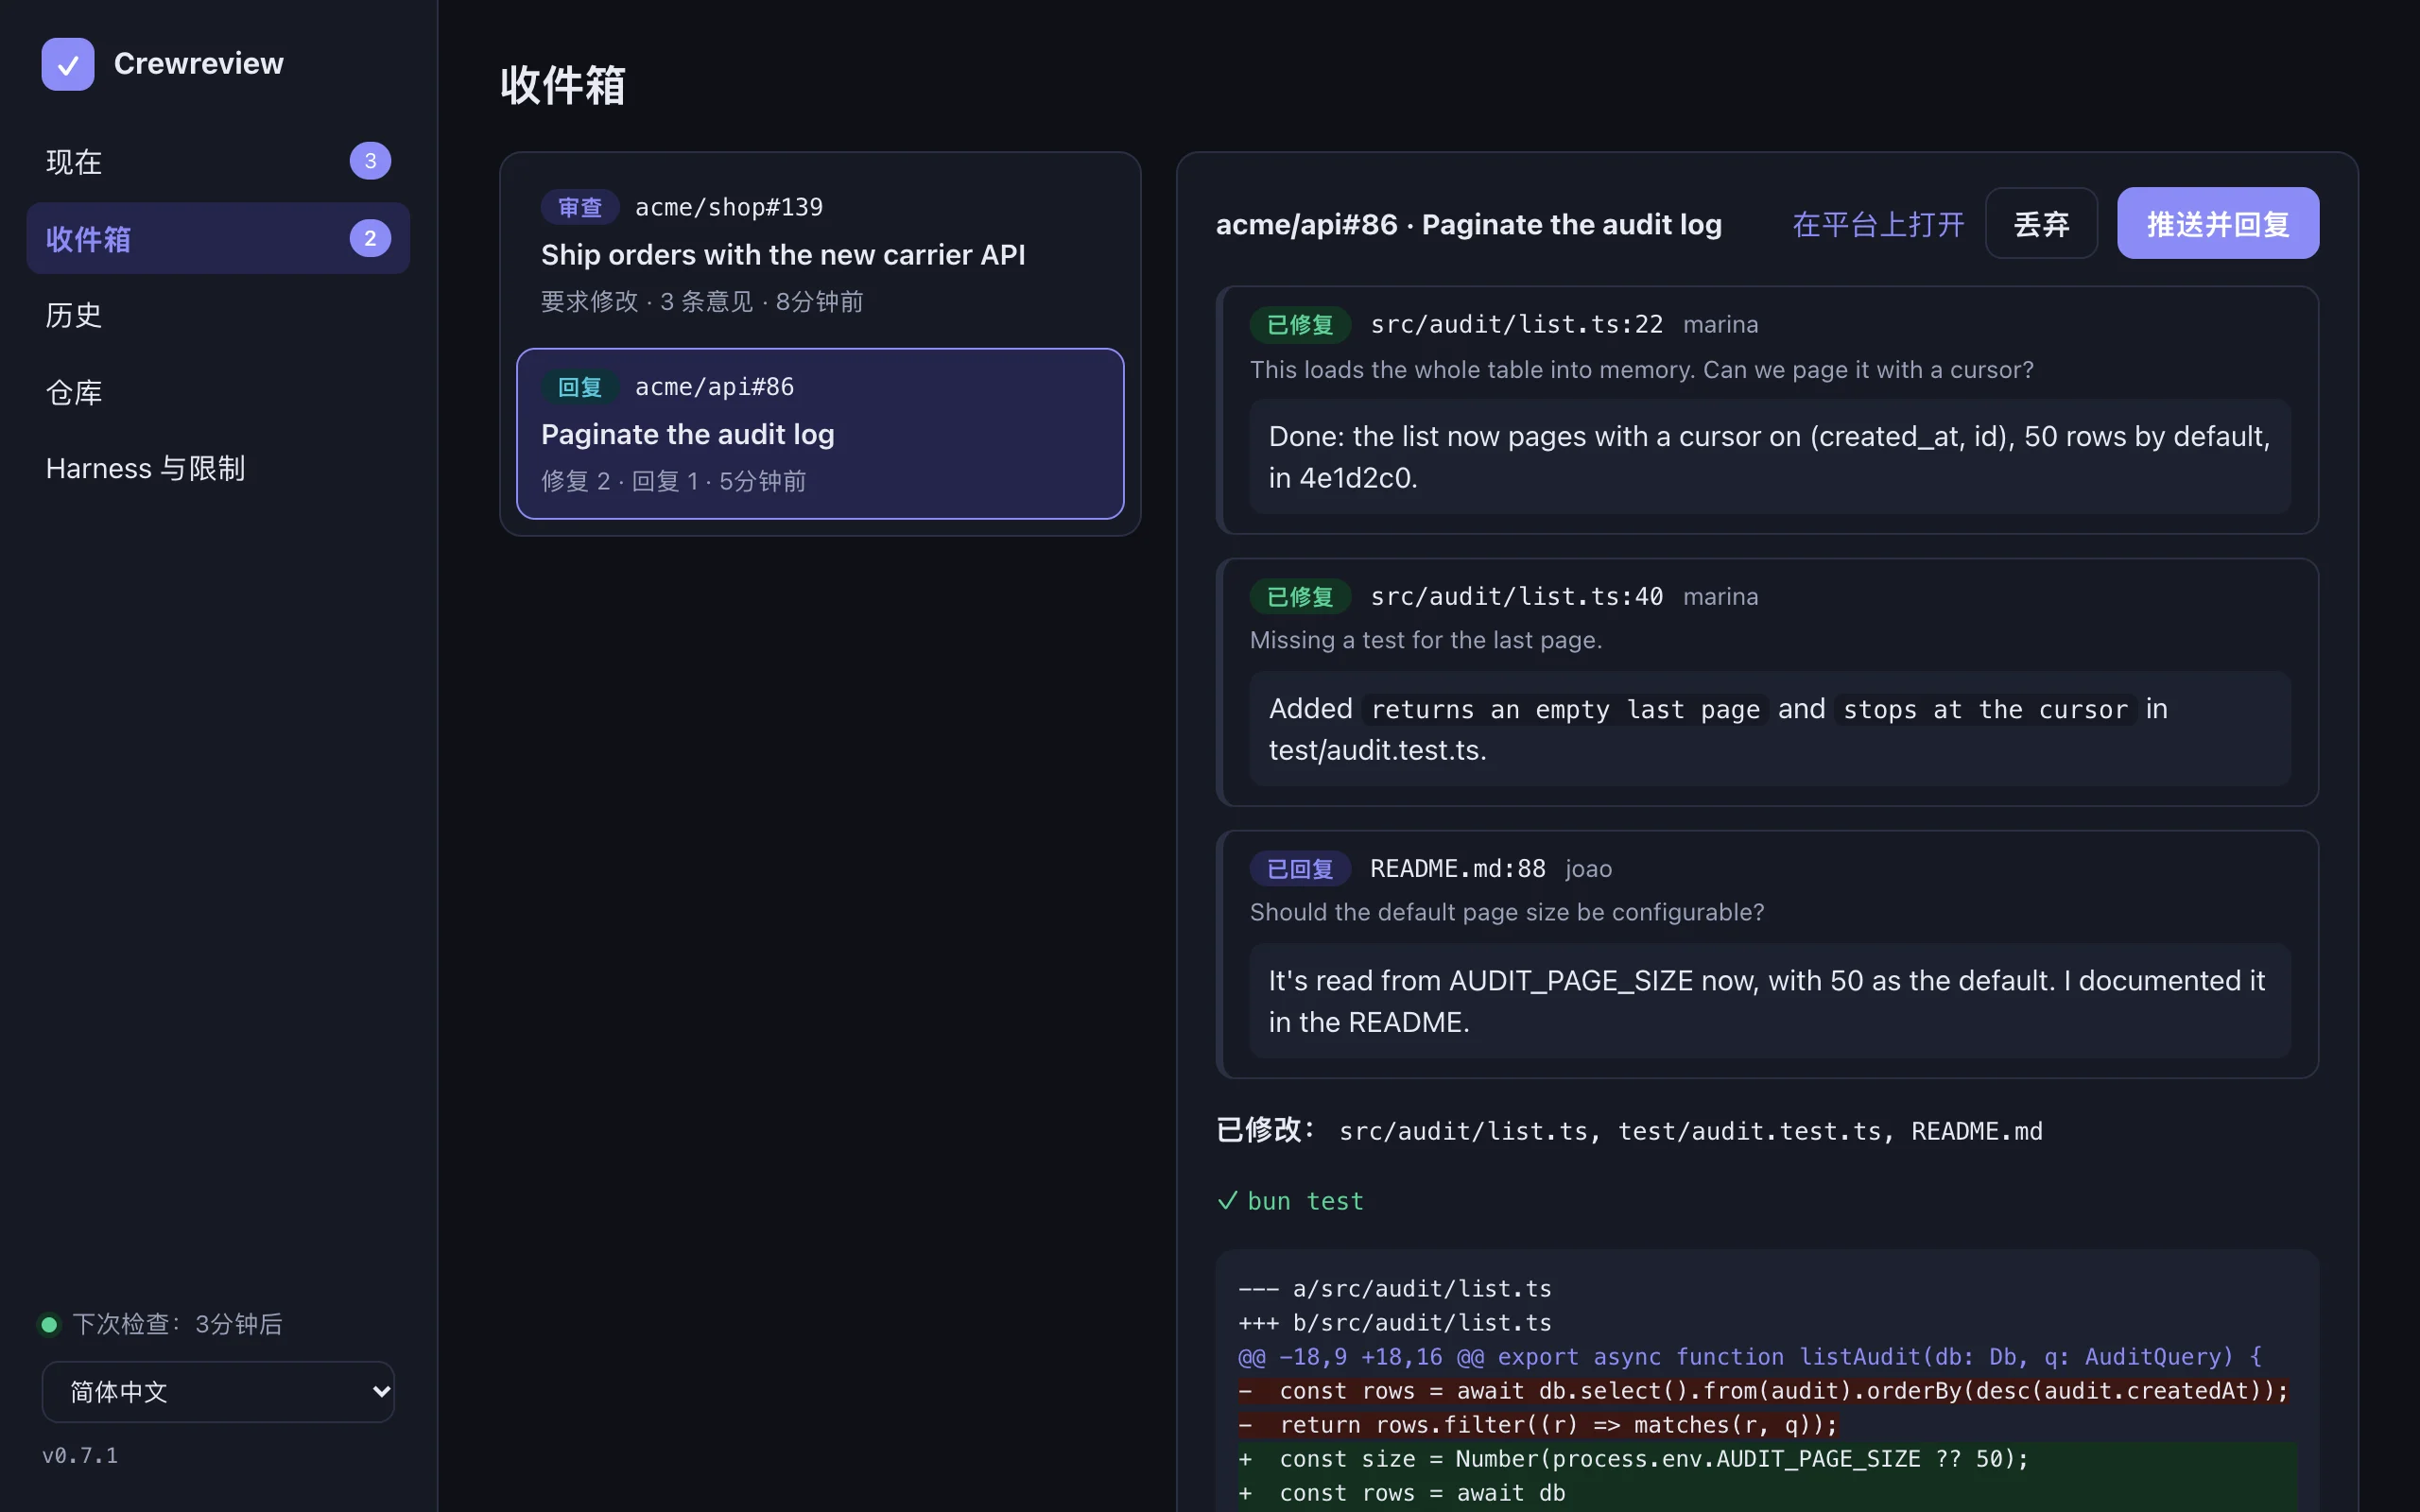 Crewreview
现在
3
收件箱
2
历史
仓库
Harness 与限制
下次检查：3分钟后
简体中文
v0.7.1
收件箱
审查 acme/shop#139
Ship orders with the new carrier API
要求修改 · 3 条意见 · 8分钟前
回复 acme/api#86
Paginate the audit log
修复 2 · 回复 1 · 5分钟前
acme/api#86 · Paginate the audit log
在平台上打开
丢弃
推送并回复
已修复 src/audit/list.ts:22 marina
This loads the whole table into memory. Can we page it with a cursor?
Done: the list now pages with a cursor on (created_at, id), 50 rows by default,
in 4e1d2c0.
已修复 src/audit/list.ts:40 marina
Missing a test for the last page.
Added returns an empty last page and stops at the cursor in
test/audit.test.ts.
已回复 README.md:88 joao
Should the default page size be configurable?
It's read from AUDIT_PAGE_SIZE now, with 50 as the default. I documented it
in the README.
已修改： src/audit/list.ts, test/audit.test.ts, README.md
✓ bun test
--- a/src/audit/list.ts
+++ b/src/audit/list.ts
@@ -18,9 +18,16 @@ export async function listAudit(db: Db, q: AuditQuery) {
-  const rows = await db.select().from(audit).orderBy(desc(audit.createdAt));
-  return rows.filter((r) => matches(r, q));
+  const size = Number(process.env.AUDIT_PAGE_SIZE ?? 50);
+  const rows = await db